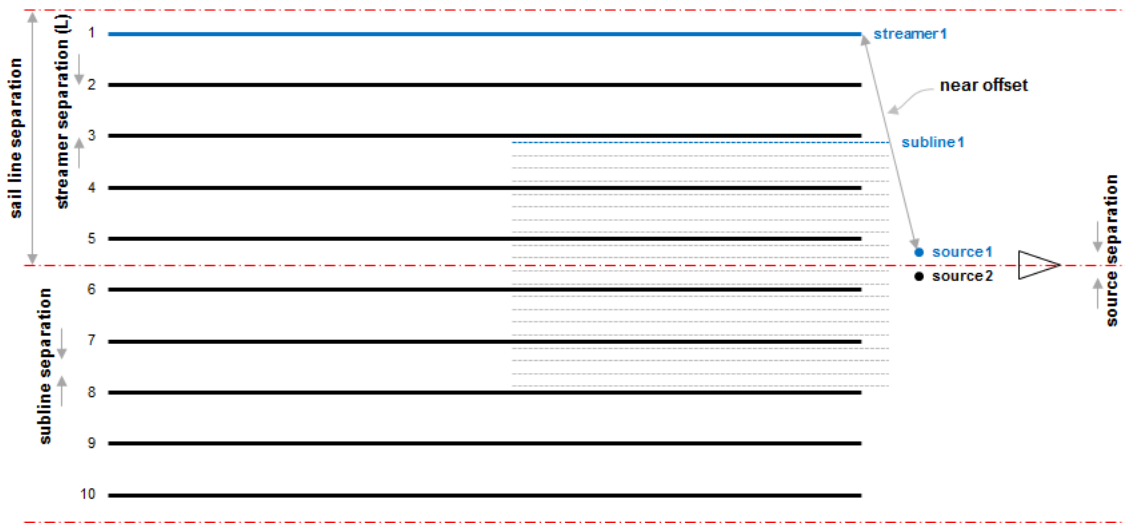 sail line separation
streamer separation (L)
subline separation
1
2
3
4
5
6
7
8
9
10
streamer1
near offset
subline1
source1
source2
source separation